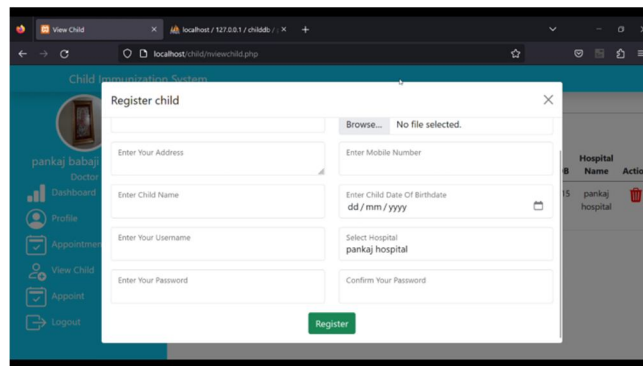 View Child
localhost / 127.0.0.1 / childdb /
localhost/child/nviewchild.php
Child Immunization System
Register child
Browse... No file selected.
Enter Your Address
Enter Mobile Number
Enter Child Name
Enter Child Date Of Birthdate
dd / mm / yyyy
Enter Your Username
Select Hospital
pankaj hospital
Enter Your Password
Confirm Your Password
Register
pankaj babaji
Doctor
Dashboard
Profile
Appointmen
View Child
Appoint
Logout
Hospital
Name
Actio
15
pankaj
hospital